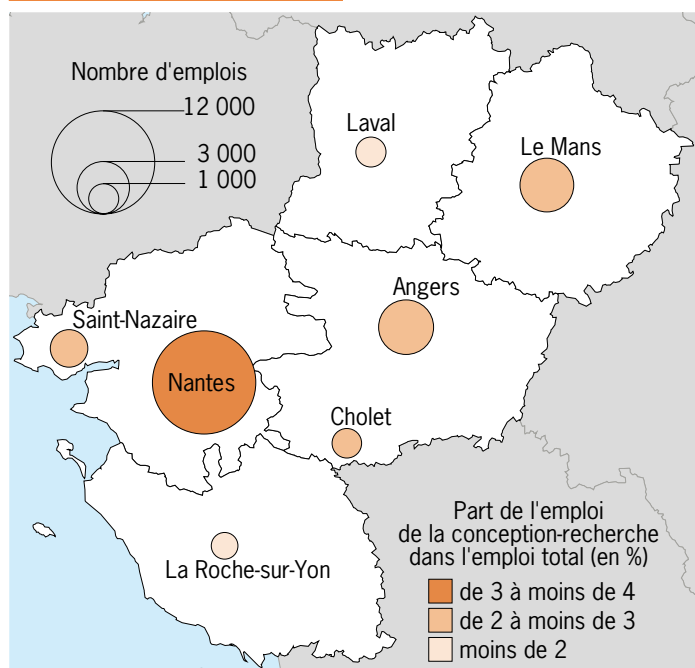 Nombre d'emplois
12 000
3 000
1 000
Laval
Le Mans
Angers
Saint-Nazaire
Nantes
Cholet
La Roche-sur-Yon
Part de l'emploi
de la conception-recherche
dans l'emploi total (en %)
de 3 à moins de 4
de 2 à moins de 3
moins de 2